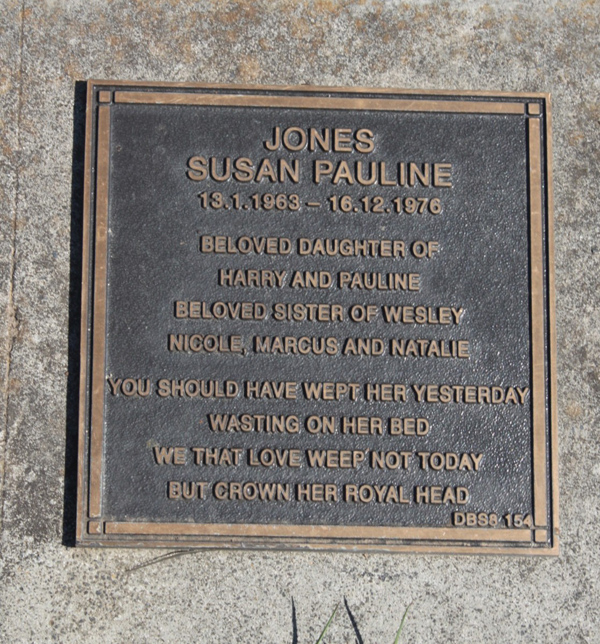 JONES
SUSAN PAULINE
13.1.1963 – 16.12.1976
BELOVED DAUGHTER OF
HARRY AND PAULINE
BELOVED SISTER OF WESLEY
NICOLE, MARCUS AND NATALIE
YOU SHOULD HAVE WEPT HER YESTERDAY
WASTING ON HER BED
WE THAT LOVE WEEP NOT TODAY
BUT CROWN HER ROYAL HEAD
DBS8 154